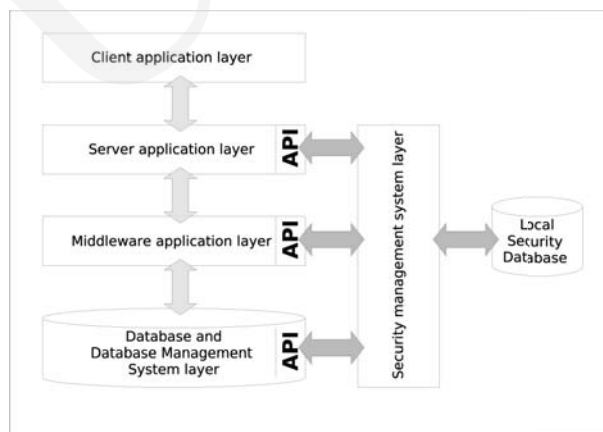 Client application layer
Server application layer
API
Middleware application layer
API
Database and
Database Management
System layer
API
Security management system layer
Local
Security
Database